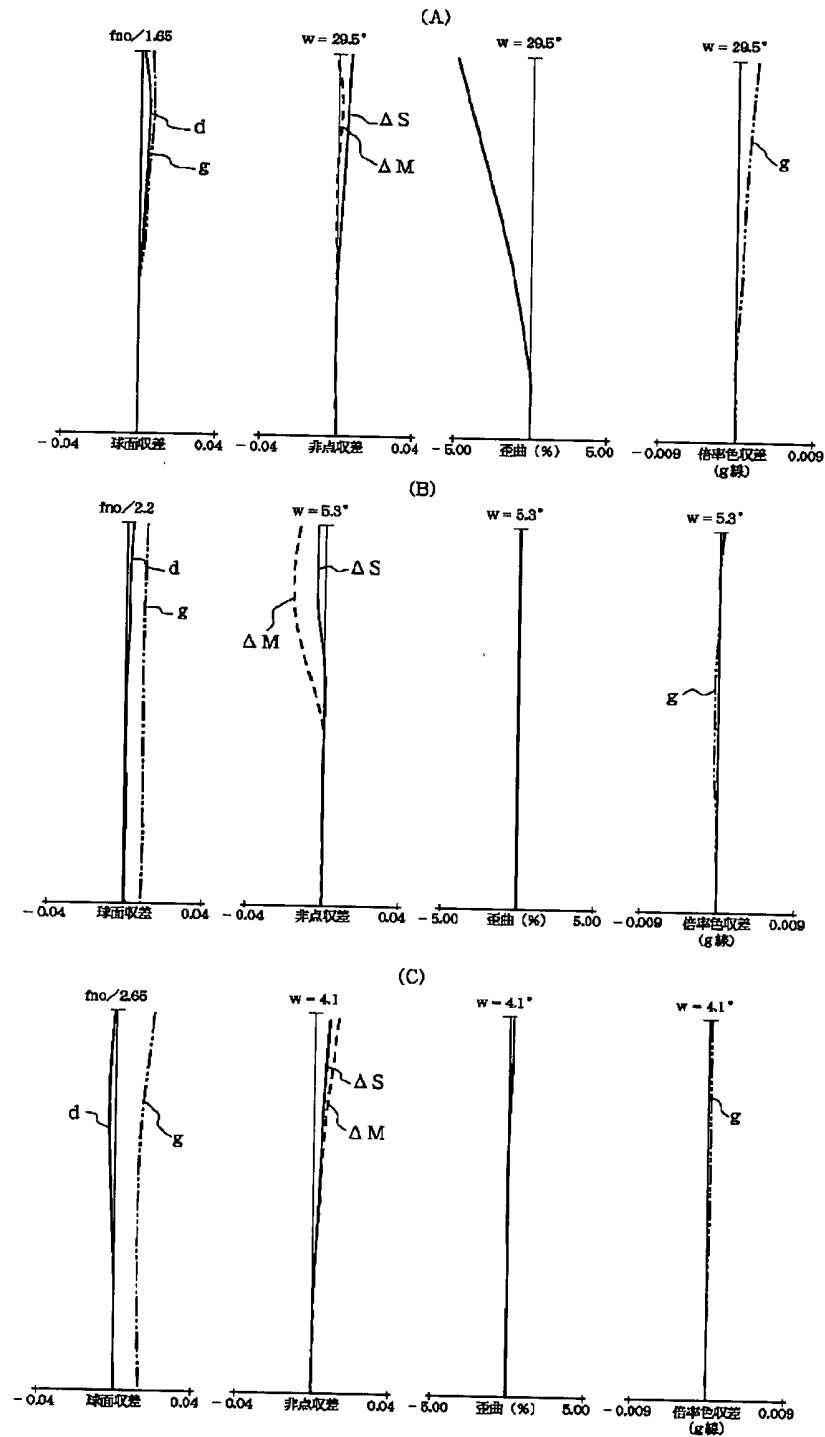 (A)
fno/1.65
w=29.5°
w=29.5°
w=29.5°
d
g
ΔS
ΔM
g
-0.04 球面収差 0.04
-0.04 非点収差 0.04
-5.00 歪曲(%) 5.00
-0.009 倍率色収差 0.009
(g線)
(B)
fno/2.2
w=5.3°
w=5.3°
w=5.3°
d
g
ΔS
ΔM
g
-0.04 球面収差 0.04
-0.04 非点収差 0.04
-5.00 歪曲(%) 5.00
-0.009 倍率色収差 0.009
(g線)
(C)
fno/2.65
w-4.1
w-4.1°
w-4.1°
d
g
ΔS
ΔM
g
-0.04 球面収差 0.04
-0.04 非点収差 0.04
-5.00 歪曲(%) 5.00
-0.009 倍率色収差 0.009
(g線)